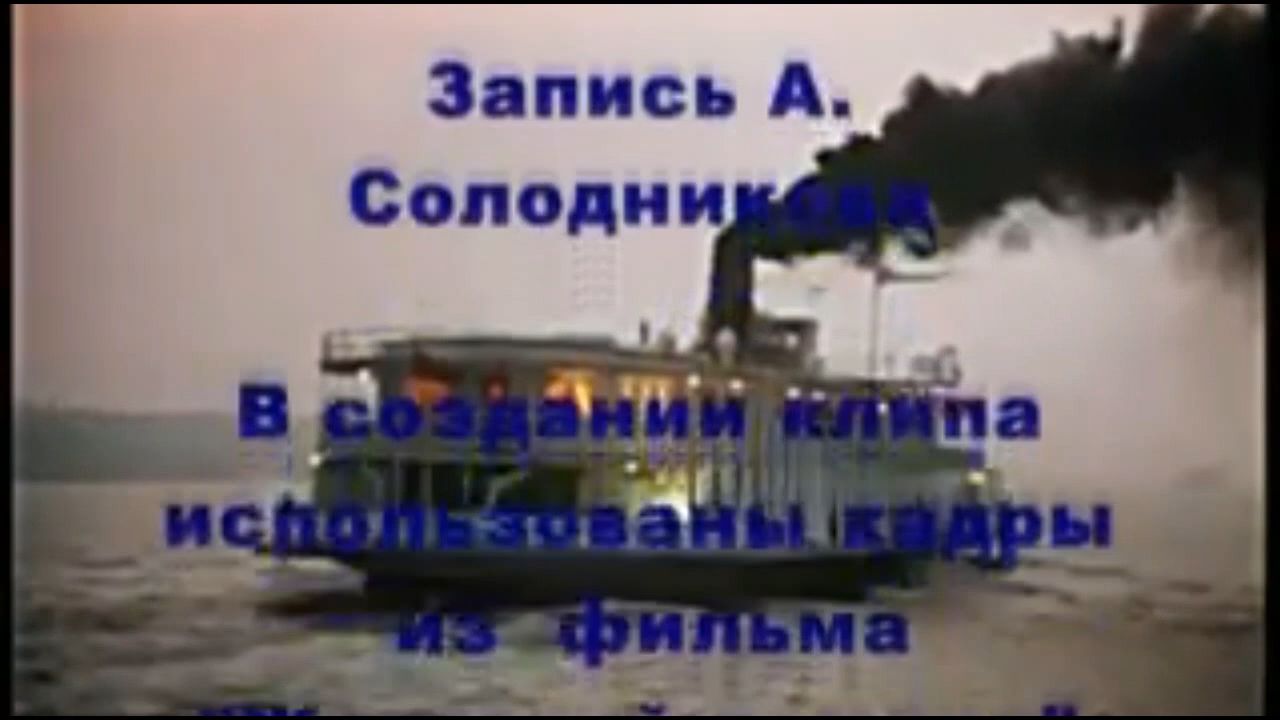 Запись А.
Солодникова
В создании клипа
использованы кадры
из фильма